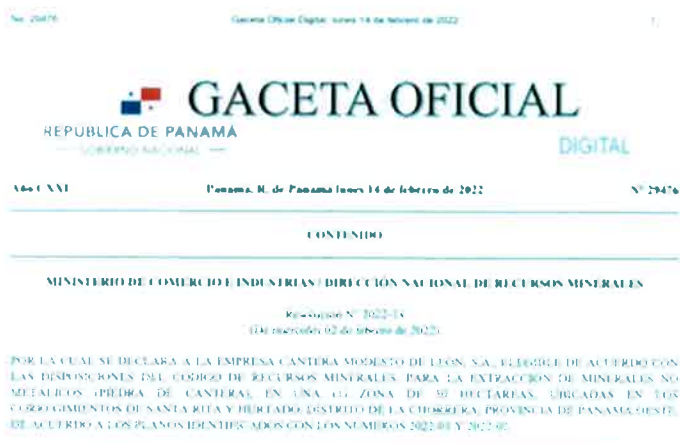 No. 29476 Gaceta Oficial Digital, lunes 14 de febrero de 2022 1
GACETA OFICIAL
REPÚBLICA DE PANAMÁ
— GOBIERNO NACIONAL —
DIGITAL
Año CXXI Panamá, R. de Panamá lunes 14 de febrero de 2022 N° 29476
CONTENIDO
MINISTERIO DE COMERCIO E INDUSTRIAS / DIRECCIÓN NACIONAL DE RECURSOS MINERALES
Resolución N° 2022-
(De miércoles 02 de febrero de 2022)
POR LA CUAL SE DECLARA A LA EMPRESA CANTERA MODESTO DE LEÓN, S.A., ELEGIBLE DE ACUERDO CON
LAS DISPOSICIONES DEL CÓDIGO DE RECURSOS MINERALES, PARA LA EXTRACCIÓN DE MINERALES NO
METÁLICOS (PIEDRA DE CANTERA), EN UNA (1) ZONA DE HECTÁREAS, UBICADAS EN LOS
CORREGIMIENTOS DE SANTA RITA Y HURTADO, DISTRITO DE LA CHORRERA, PROVINCIA DE PANAMÁ OESTE,
DE ACUERDO A LOS PLANOS IDENTIFICADOS CON LOS NÚMEROS 2022-01 Y 2022-02.